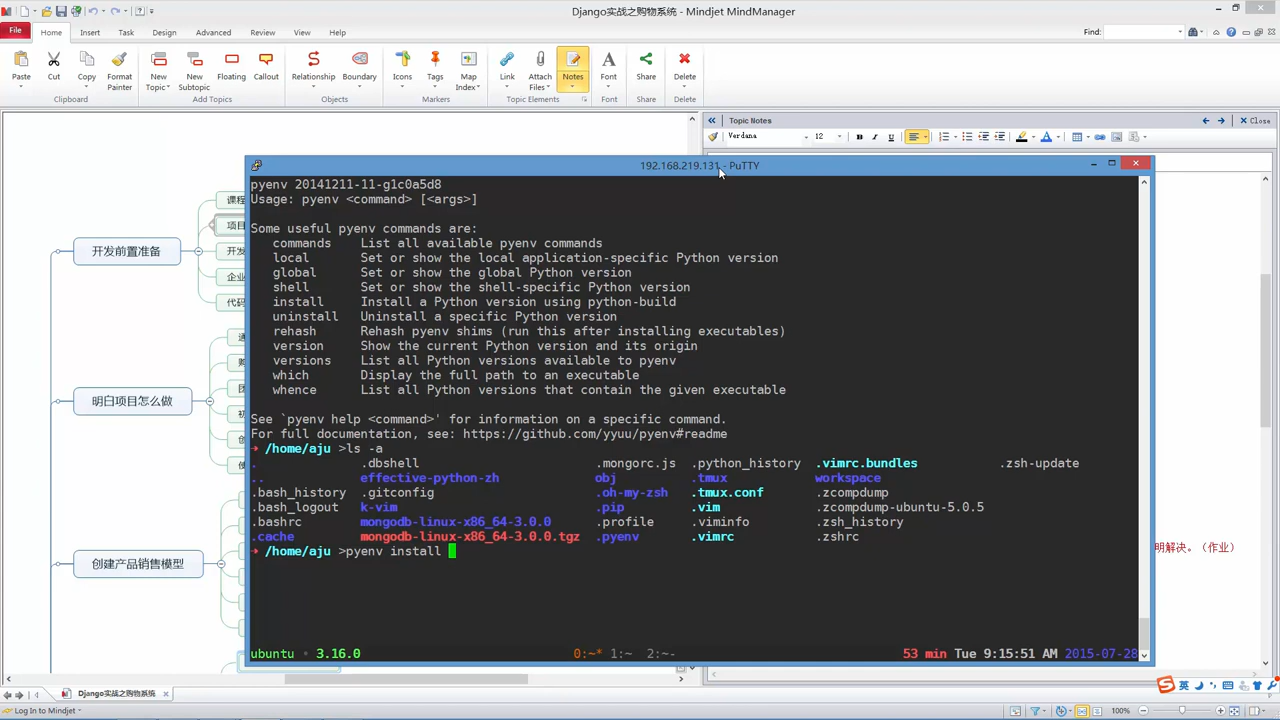 Django实战之购物系统 - Mindjet MindManager
File Home Insert Task Design Advanced Review View Help Find:
Paste Cut Copy Format Painter New Topic New Subtopic Floating Callout Relationship Boundary Icons Tags Map Index Link Attach Files Notes Font Share Delete
Clipboard Add Topics Objects Markers Topic Elements Font Share Delete
Topic Notes Close
Verdana 12 B I U
192.168.219.131 - PuTTY
pyenv 20141211-11-g1c0a5d8
Usage: pyenv <command> [<args>]
Some useful pyenv commands are:
commands List all available pyenv commands
local Set or show the local application-specific Python version
global Set or show the global Python version
shell Set or show the shell-specific Python version
install Install a Python version using python-build
uninstall Uninstall a specific Python version
rehash Rehash pyenv shims (run this after installing executables)
version Show the current Python version and its origin
versions List all Python versions available to pyenv
which Display the full path to an executable
whence List all Python versions that contain the given executable
See `pyenv help <command>' for information on a specific command.
For full documentation, see: https://github.com/yyuu/pyenv#readme
➜ /home/aju >ls -a
. .dbshell .mongorc.js .python_history .vimrc.bundles .zsh-update
.. effective-python-zh obj .tmux workspace
.bash_history .gitconfig .oh-my-zsh .tmux.conf .zcompdump
.bash_logout k-vim .pip .vim .zcompdump-ubuntu-5.0.5
.bashrc mongodb-linux-x86_64-3.0.0 .profile .viminfo .zsh_history
.cache mongodb-linux-x86_64-3.0.0.tgz .pyenv .vimrc .zshrc
➜ /home/aju >pyenv install
ubuntu • 3.16.0 0:~* 1:~ 2:~- 53 min Tue 9:15:51 AM 2015-07-28
课程
项目
开发前置准备
开发
企业
代码
明白项目怎么做
创建产品销售模型
明解决。（作业）
Django实战之购物系统
Log in to Mindjet
英
100%